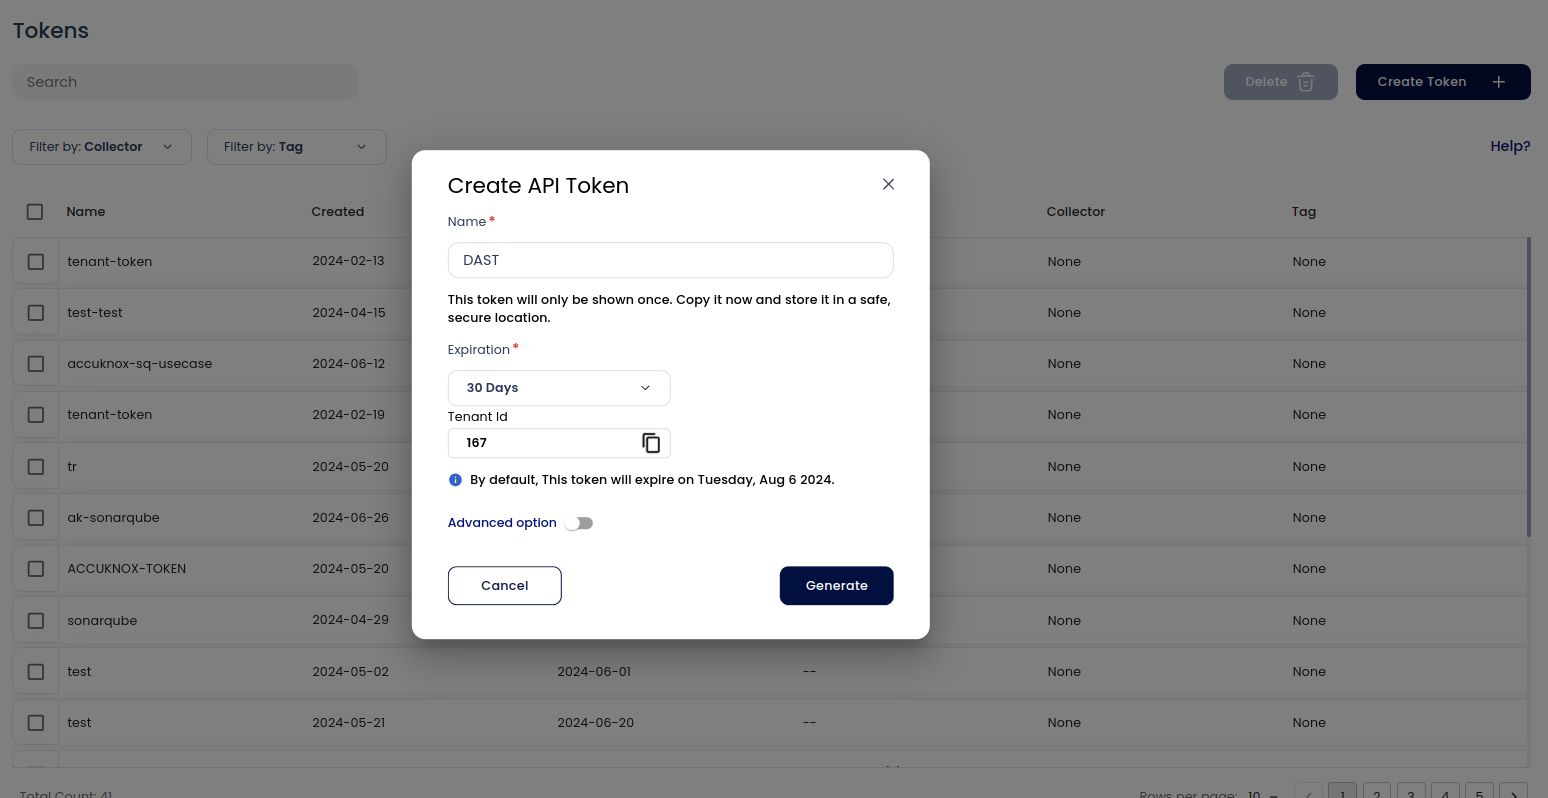 Tokens
Search
Delete
Create Token
Filter by: Collector
Filter by: Tag
Help?
Name Created Collector Tag
tenant-token 2024-02-13 None None
test-test 2024-04-15 None None
accuknox-sq-usecase 2024-06-12 None None
tenant-token 2024-02-19 None None
tr 2024-05-20 None None
ak-sonarqube 2024-06-26 None None
ACCUKNOX-TOKEN 2024-05-20 None None
sonarqube 2024-04-29 None None
test 2024-05-02 2024-06-01 -- None None
test 2024-05-21 2024-06-20 -- None None
Total Count: 41
Rows per page: 10 1 2 3 4 5
Create API Token
Name *
DAST
This token will only be shown once. Copy it now and store it in a safe,
secure location.
Expiration *
30 Days
Tenant Id
167
By default, This token will expire on Tuesday, Aug 6 2024.
Advanced option
Cancel
Generate